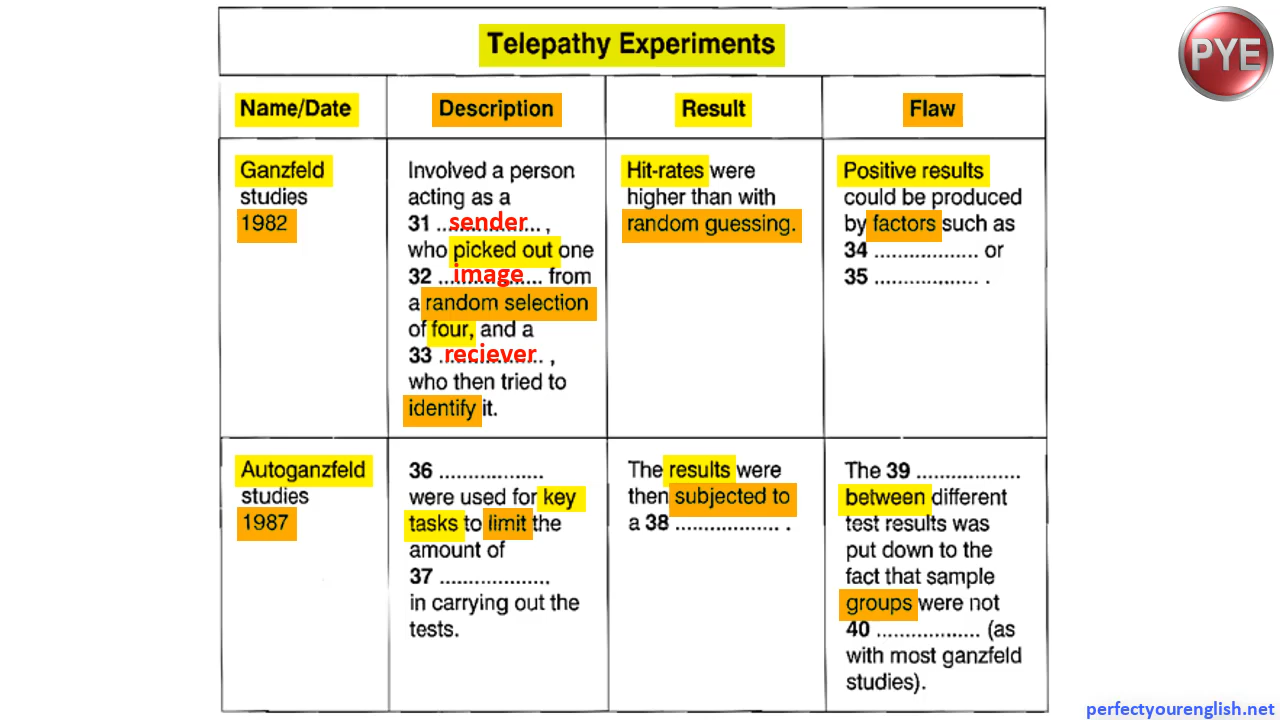 Telepathy Experiments
PYE
Name/Date
Description
Result
Flaw
Ganzfeld
studies
1982
Involved a person
acting as a
31 ...sender... ,
who picked out one
32 ...image... from
a random selection
of four, and a
33 ...reciever... ,
who then tried to
identify it.
Hit-rates were
higher than with
random guessing.
Positive results
could be produced
by factors such as
34 .................. or
35 .................. .
Autoganzfeld
studies
1987
36 ..................
were used for key
tasks to limit the
amount of
37 ...................
in carrying out the
tests.
The results were
then subjected to
a 38 .................. .
The 39 ..................
between different
test results was
put down to the
fact that sample
groups were not
40 .................. (as
with most ganzfeld
studies).
perfectyourenglish.net